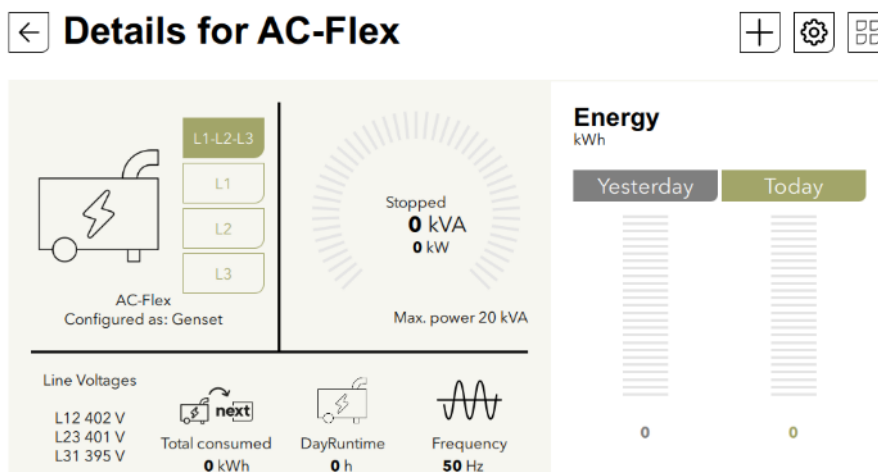 Details for AC-Flex
L1-L2-L3
L1
L2
L3
AC-Flex
Configured as: Genset
Stopped
0 kVA
0 kW
Max. power 20 kVA
Line Voltages
L12 402 V
L23 401 V
L31 395 V
next
Total consumed
0 kWh
DayRuntime
0 h
Frequency
50 Hz
Energy
kWh
Yesterday
Today
0
0